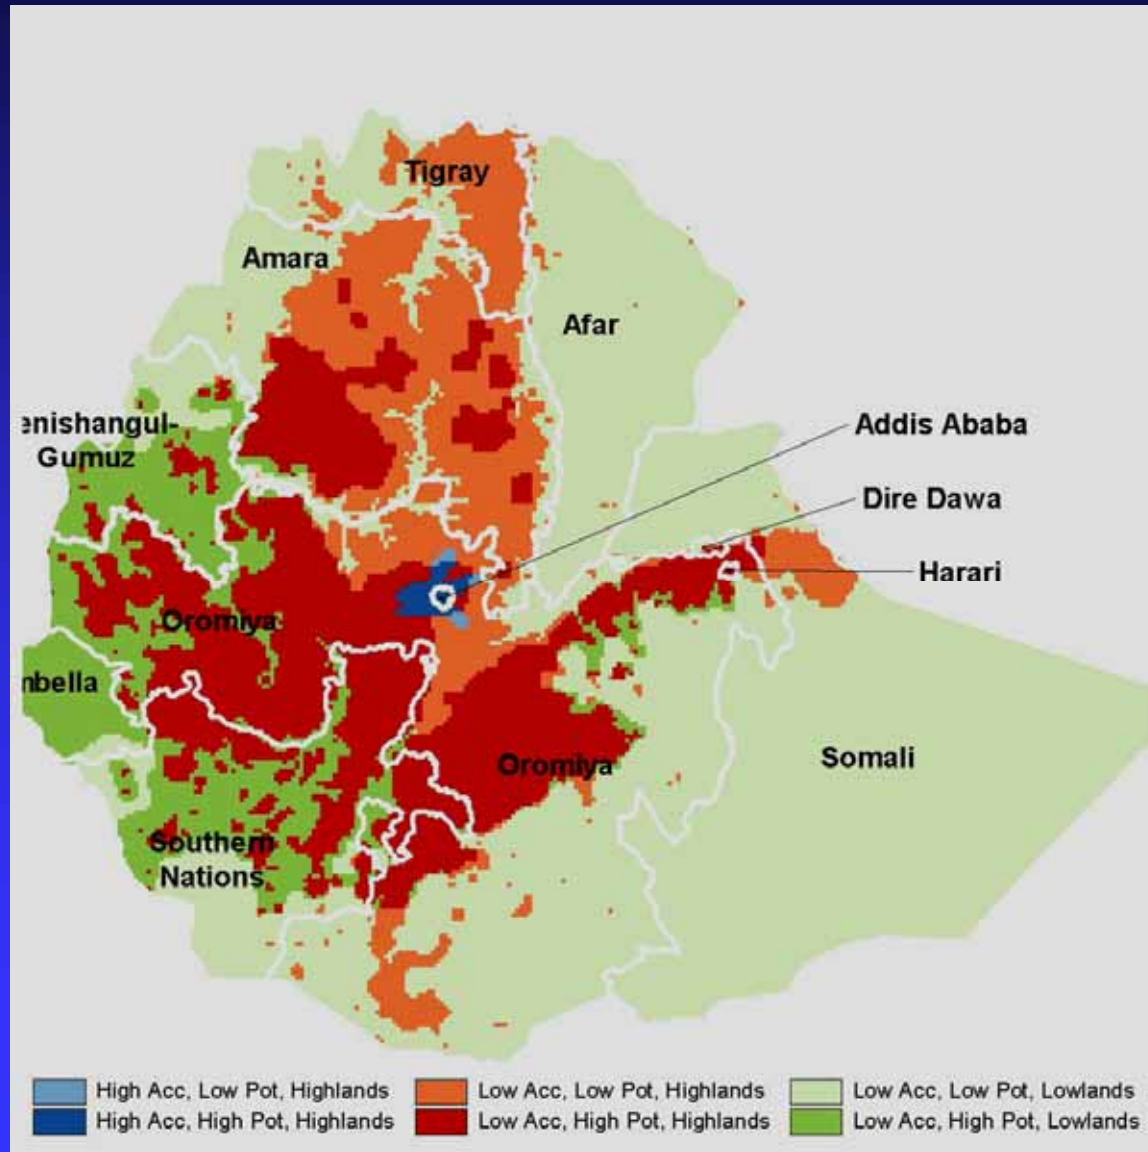 Tigray
Amara
Afar
enishangul-
Gumuz
Addis Ababa
Dire Dawa
Harari
Oromiya
nbella
Oromiya
Somali
Southern
Nations
High Acc, Low Pot, Highlands
Low Acc, Low Pot, Highlands
Low Acc, Low Pot, Lowlands
High Acc, High Pot, Highlands
Low Acc, High Pot, Highlands
Low Acc, High Pot, Lowlands